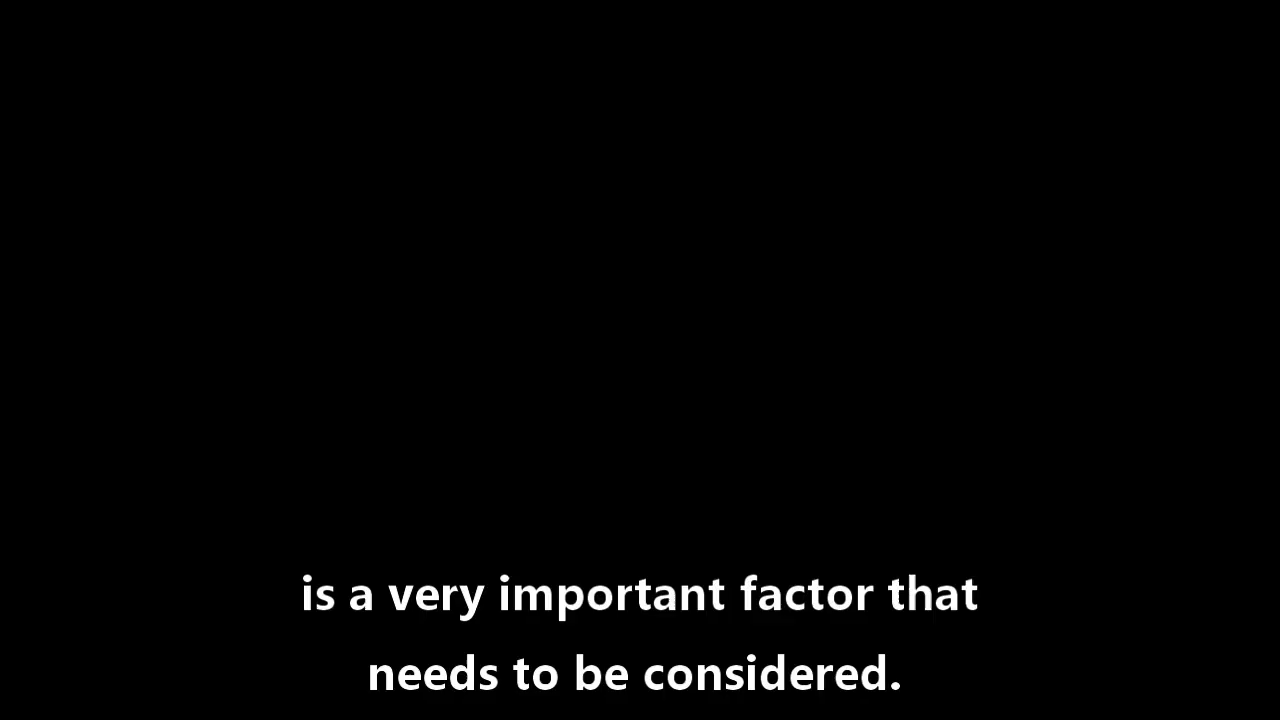 is a very important factor that
needs to be considered.